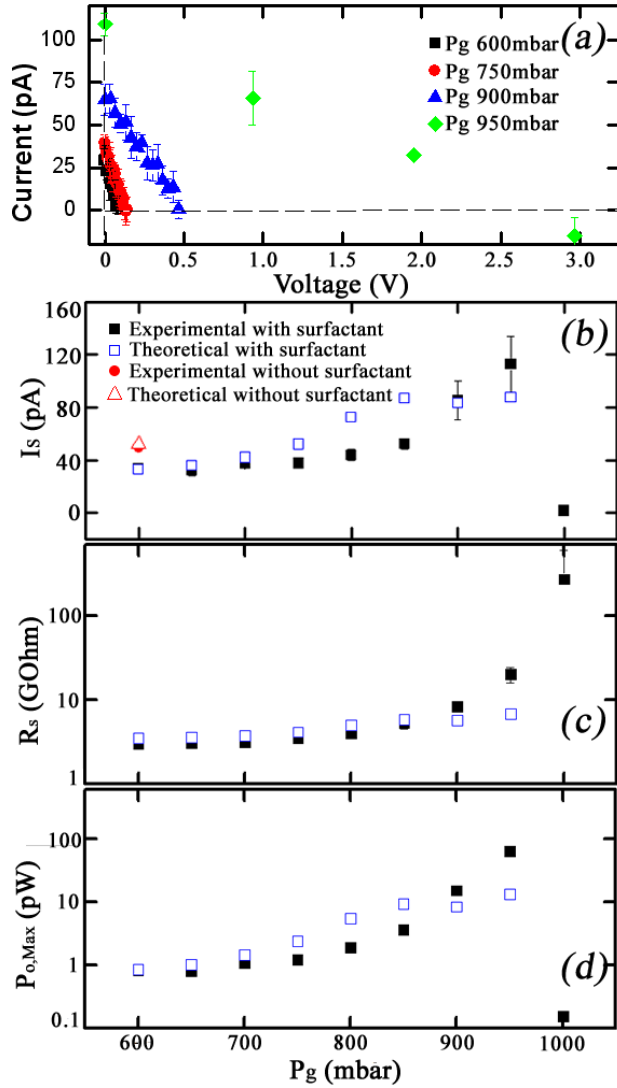 (a)
Pg 600mbar
Pg 750mbar
Pg 900mbar
Pg 950mbar
100
75
50
25
0
Current (pA)
0.0 0.5 1.0 1.5 2.0 2.5 3.0
Voltage (V)
(b)
Experimental with surfactant
Theoretical with surfactant
Experimental without surfactant
Theoretical without surfactant
160
120
80
40
0
Is (pA)
(c)
100
10
1
Rs (GOhm)
(d)
100
10
1
0.1
Po,Max (pW)
600 700 800 900 1000
Pg (mbar)